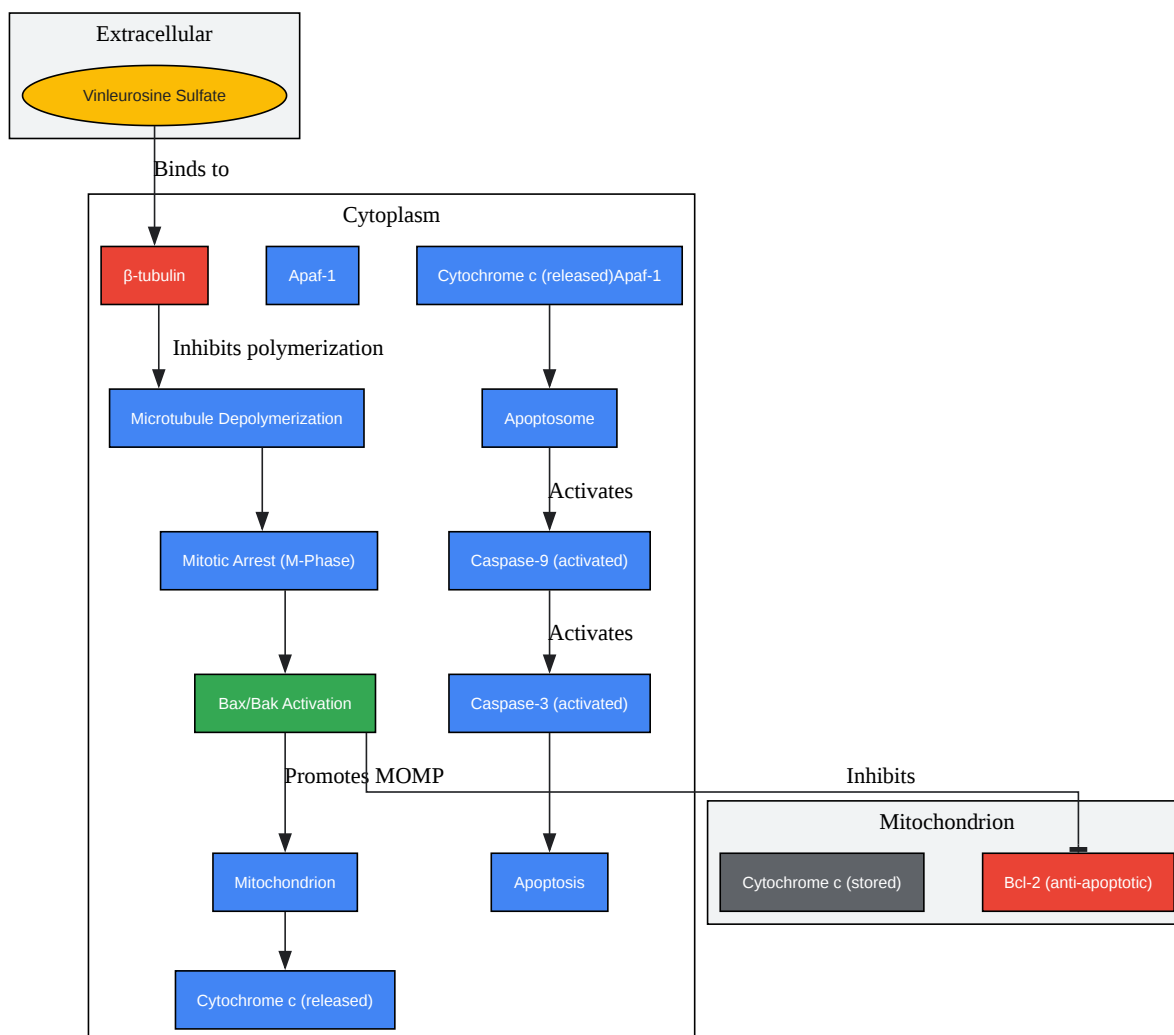 Extracellular
Vinleurosine Sulfate
Binds to
Cytoplasm
β-tubulin
Apaf-1
Cytochrome c (released)Apaf-1
Inhibits polymerization
Microtubule Depolymerization
Apoptosome
Activates
Mitotic Arrest (M-Phase)
Caspase-9 (activated)
Activates
Bax/Bak Activation
Caspase-3 (activated)
Promotes MOMP
Inhibits
Mitochondrion
Mitochondrion
Apoptosis
Cytochrome c (stored)
Bcl-2 (anti-apoptotic)
Cytochrome c (released)